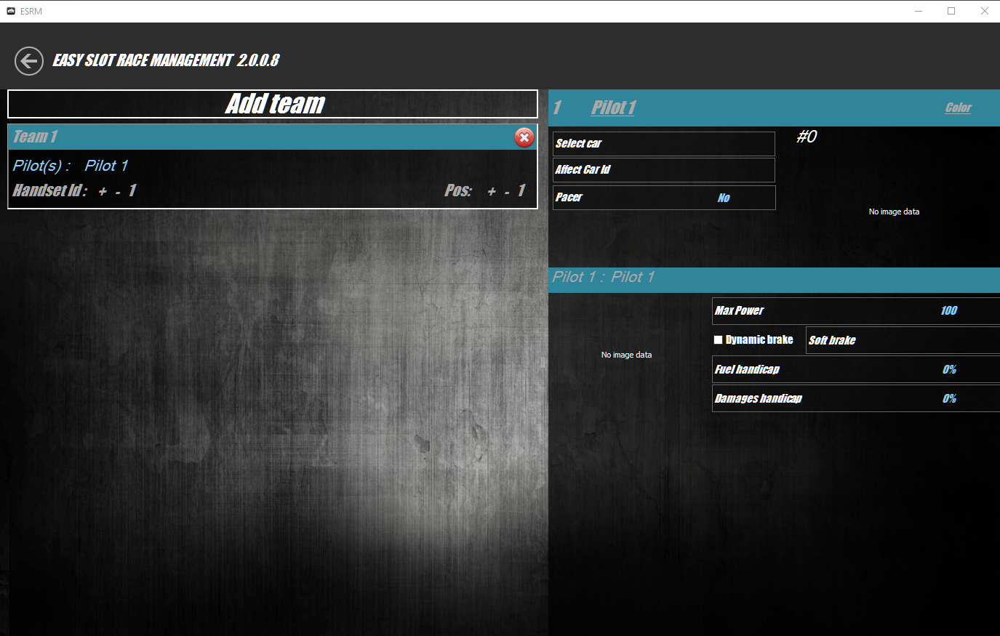 ESRM
EASY SLOT RACE MANAGEMENT 2.0.0.8
Add team
Team 1
Pilot(s) : Pilot 1
Handset Id : + - 1 Pos: + - 1
1 Pilot 1 Color
Select car
#0
Affect Car Id
Pacer No
No image data
Pilot 1 : Pilot 1
Max Power 100
Dynamic brake Soft brake
No image data
Fuel handicap 0%
Damages handicap 0%